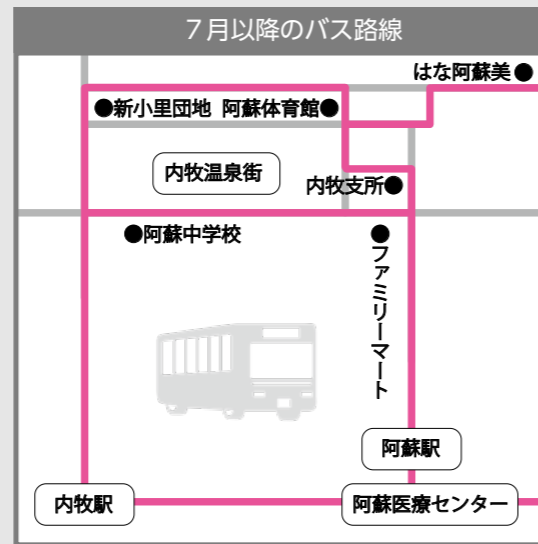 7月以降のバス路線
はな阿蘇美●
●新小里団地 阿蘇体育館●
内牧温泉街
内牧支所●
●阿蘇中学校
●ファミリーマート
阿蘇駅
内牧駅
阿蘇医療センター